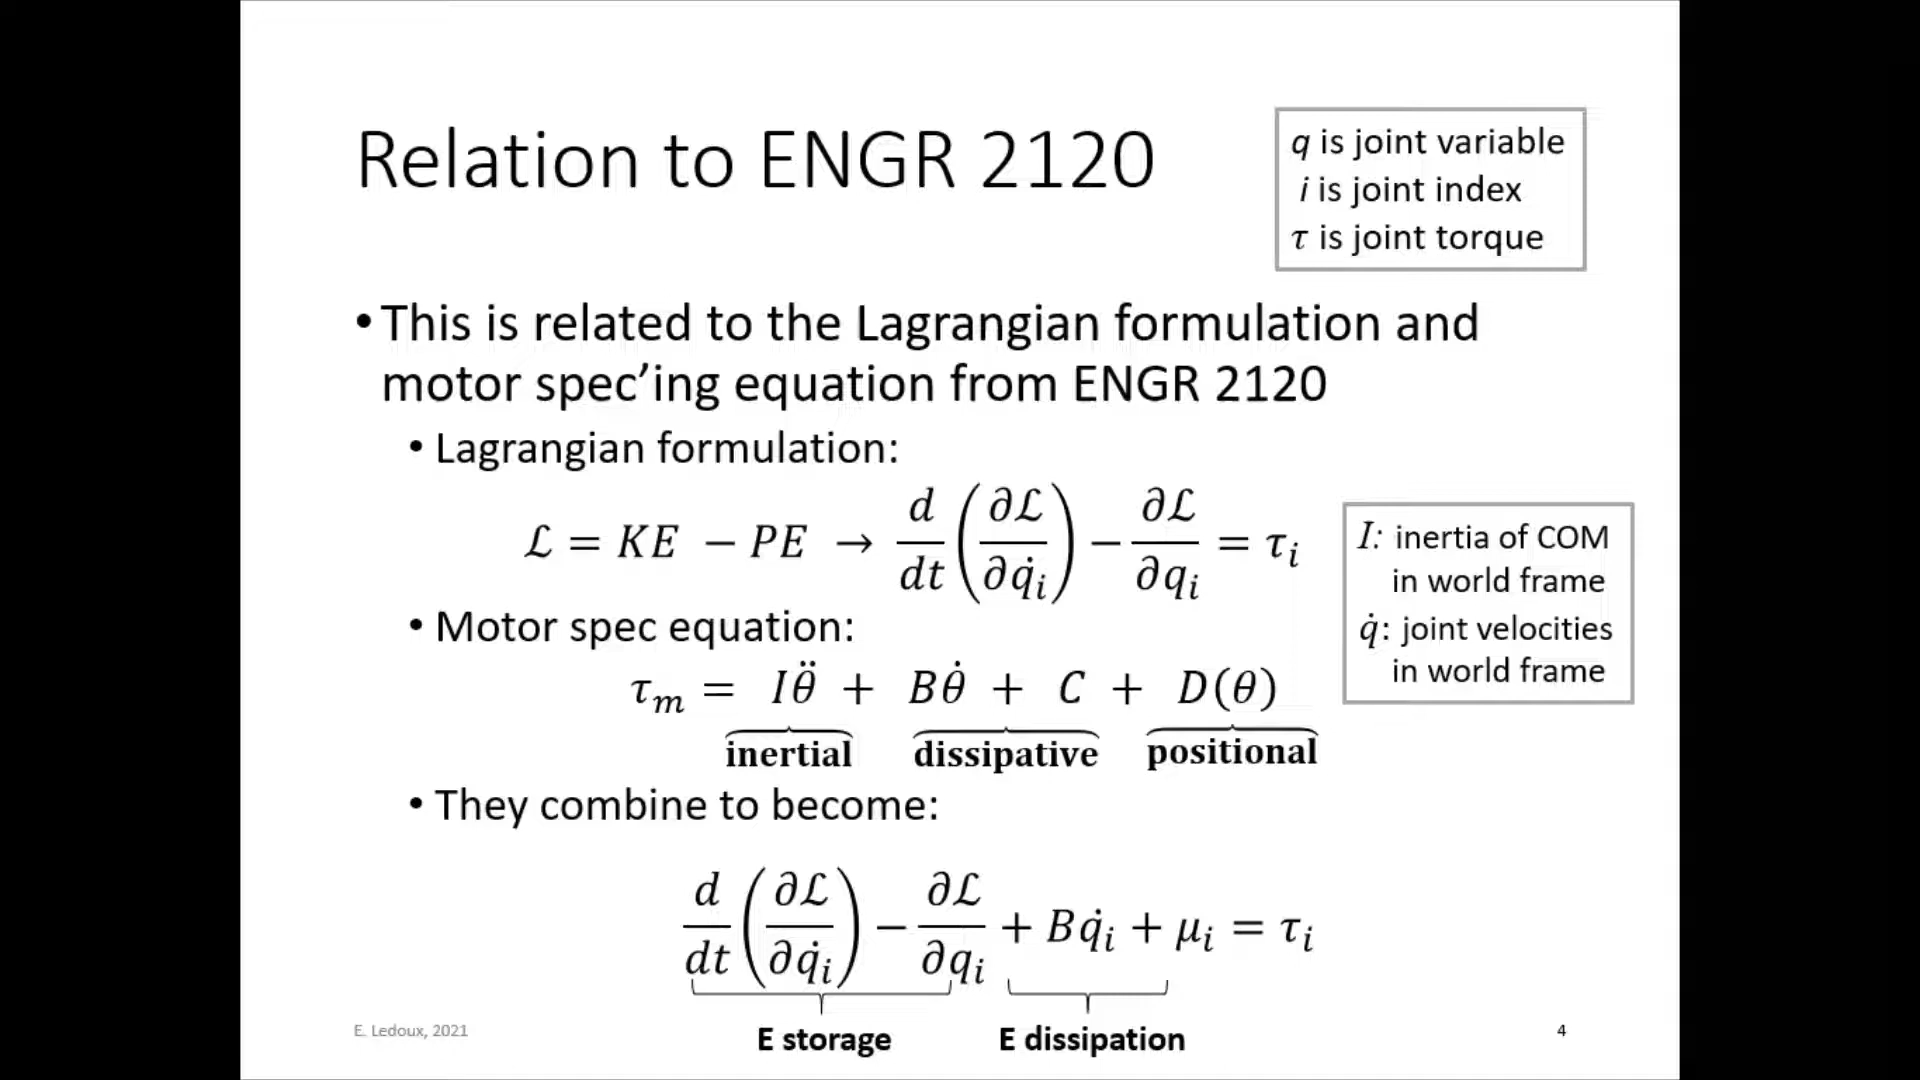 Relation to ENGR 2120
q is joint variable
i is joint index
τ is joint torque
• This is related to the Lagrangian formulation and
motor spec’ing equation from ENGR 2120
• Lagrangian formulation:
ℒ = KE − PE → d/dt (∂ℒ/∂q̇ᵢ) − ∂ℒ/∂qᵢ = τᵢ
I: inertia of COM
in world frame
q̇: joint velocities
in world frame
• Motor spec equation:
τₘ = Iθ̈ + Bθ̇ + C + D(θ)
inertial dissipative positional
• They combine to become:
d/dt (∂ℒ/∂q̇ᵢ) − ∂ℒ/∂qᵢ + Bq̇ᵢ + μᵢ = τᵢ
E storage E dissipation
E. Ledoux, 2021
4